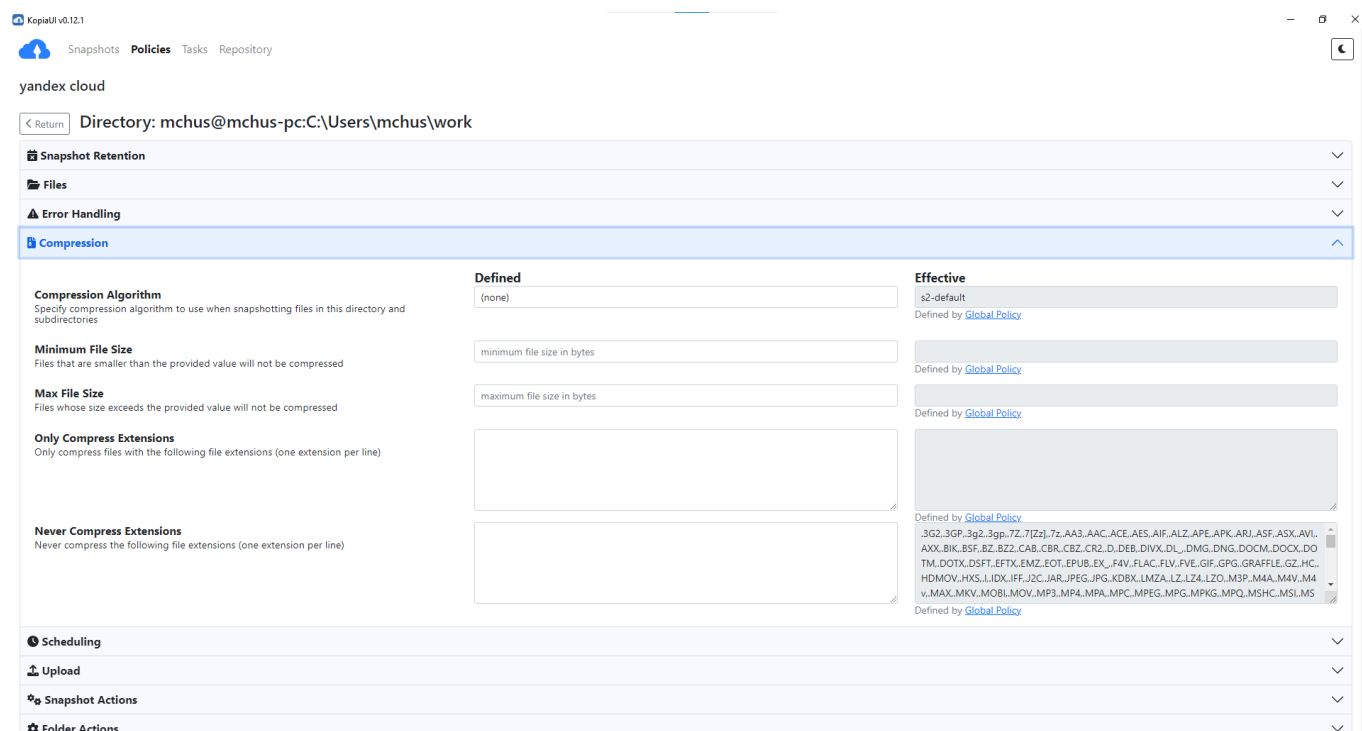 KopiaUI v0.12.1
Snapshots Policies Tasks Repository
yandex cloud
Return Directory: mchus@mchus-pc:C:\Users\mchus\work
Snapshot Retention
Files
Error Handling
Compression
Defined Effective
Compression Algorithm
Specify compression algorithm to use when snapshotting files in this directory and
subdirectories
(none)
s2-default
Defined by Global Policy
Minimum File Size
Files that are smaller than the provided value will not be compressed
minimum file size in bytes
Defined by Global Policy
Max File Size
Files whose size exceeds the provided value will not be compressed
maximum file size in bytes
Defined by Global Policy
Only Compress Extensions
Only compress files with the following file extensions (one extension per line)
Defined by Global Policy
Never Compress Extensions
Never compress the following file extensions (one extension per line)
.3G2,.3GP,.3g2,.3gp,.7Z,.7[Zz],.7z,.AA3,.AAC,.ACE,.AES,.AIF,.ALZ,.APE,.APK,.ARJ,.ASF,.ASX,.AVI,.
AXX,.BIK,.BSF,.BZ,.BZ2,.CAB,.CBR,.CBZ,.CR2,.D,.DEB,.DIVX,.DL_,.DMG,.DNG,.DOCM,.DOCX,.DO
TM,.DOTX,.DSFT,.EFTX,.EMZ,.EOT,.EPUB,.EX_,.F4V,.FLAC,.FLV,.FVE,.GIF,.GPG,.GRAFFLE,.GZ,.HC,.
HDMOV,.HXS,.I,.IDX,.IFF,.J2C,.JAR,.JPEG,.JPG,.KDBX,.LMZA,.LZ,.LZ4,.LZO,.M3P,.M4A,.M4V,.M4
v,.MAX,.MKV,.MOBI,.MOV,.MP3,.MP4,.MPA,.MPC,.MPEG,.MPG,.MPKG,.MPQ,.MSHC,.MSI,.MS
Defined by Global Policy
Scheduling
Upload
Snapshot Actions
Folder Actions